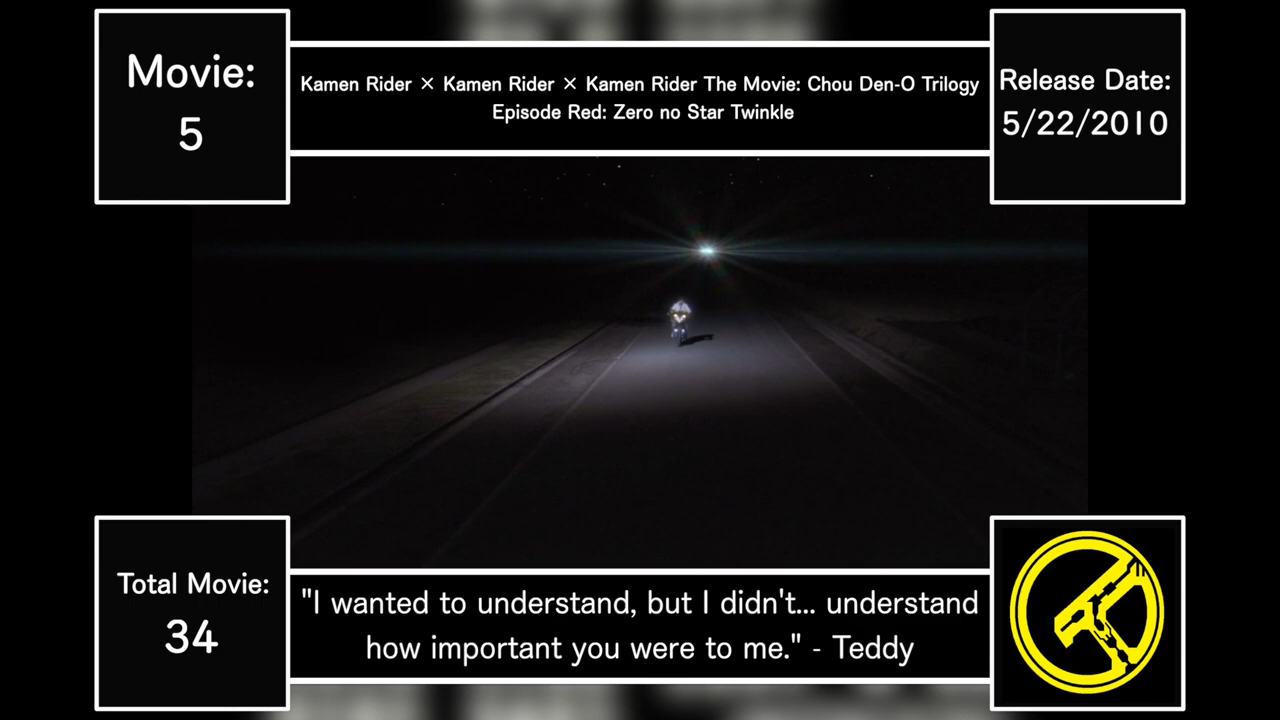 Movie:
5
Kamen Rider × Kamen Rider × Kamen Rider The Movie: Chou Den-O Trilogy
Episode Red: Zero no Star Twinkle
Release Date:
5/22/2010
Total Movie:
34
"I wanted to understand, but I didn't... understand
how important you were to me." - Teddy